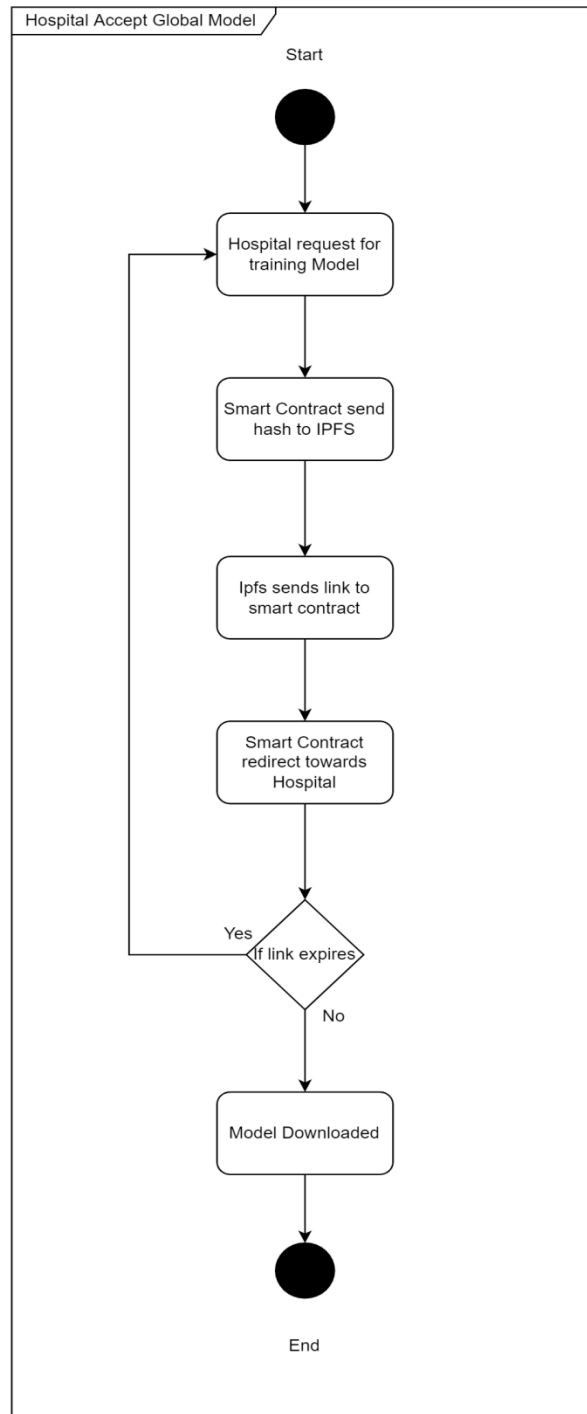 Hospital Accept Global Model
Start
Hospital request for
training Model
Smart Contract send
hash to IPFS
Ipfs sends link to
smart contract
Smart Contract
redirect towards
Hospital
Yes
If link expires
No
Model Downloaded
End